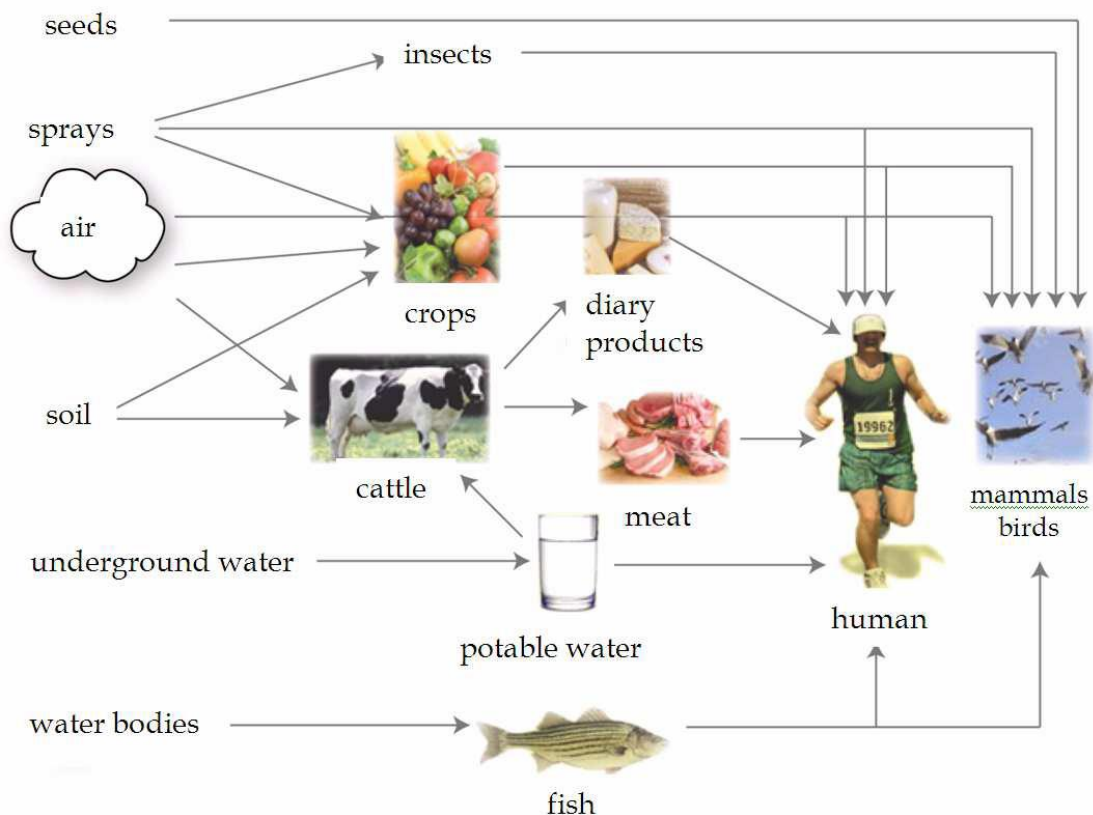 seeds
insects
sprays
air
crops
diary
products
soil
cattle
meat
19962
mammals
birds
underground water
human
potable water
water bodies
fish